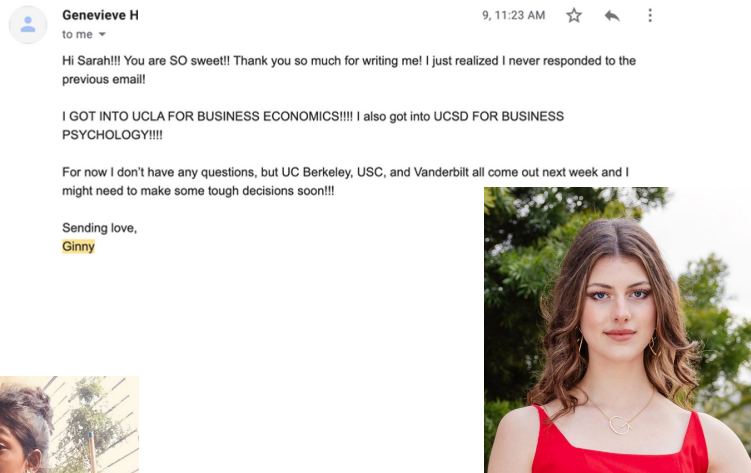 Genevieve H
9, 11:23 AM
to me
Hi Sarah!!! You are SO sweet!! Thank you so much for writing me! I just realized I never responded to the
previous email!
I GOT INTO UCLA FOR BUSINESS ECONOMICS!!!! I also got into UCSD FOR BUSINESS
PSYCHOLOGY!!!!
For now I don't have any questions, but UC Berkeley, USC, and Vanderbilt all come out next week and I
might need to make some tough decisions soon!!!
Sending love,
Ginny